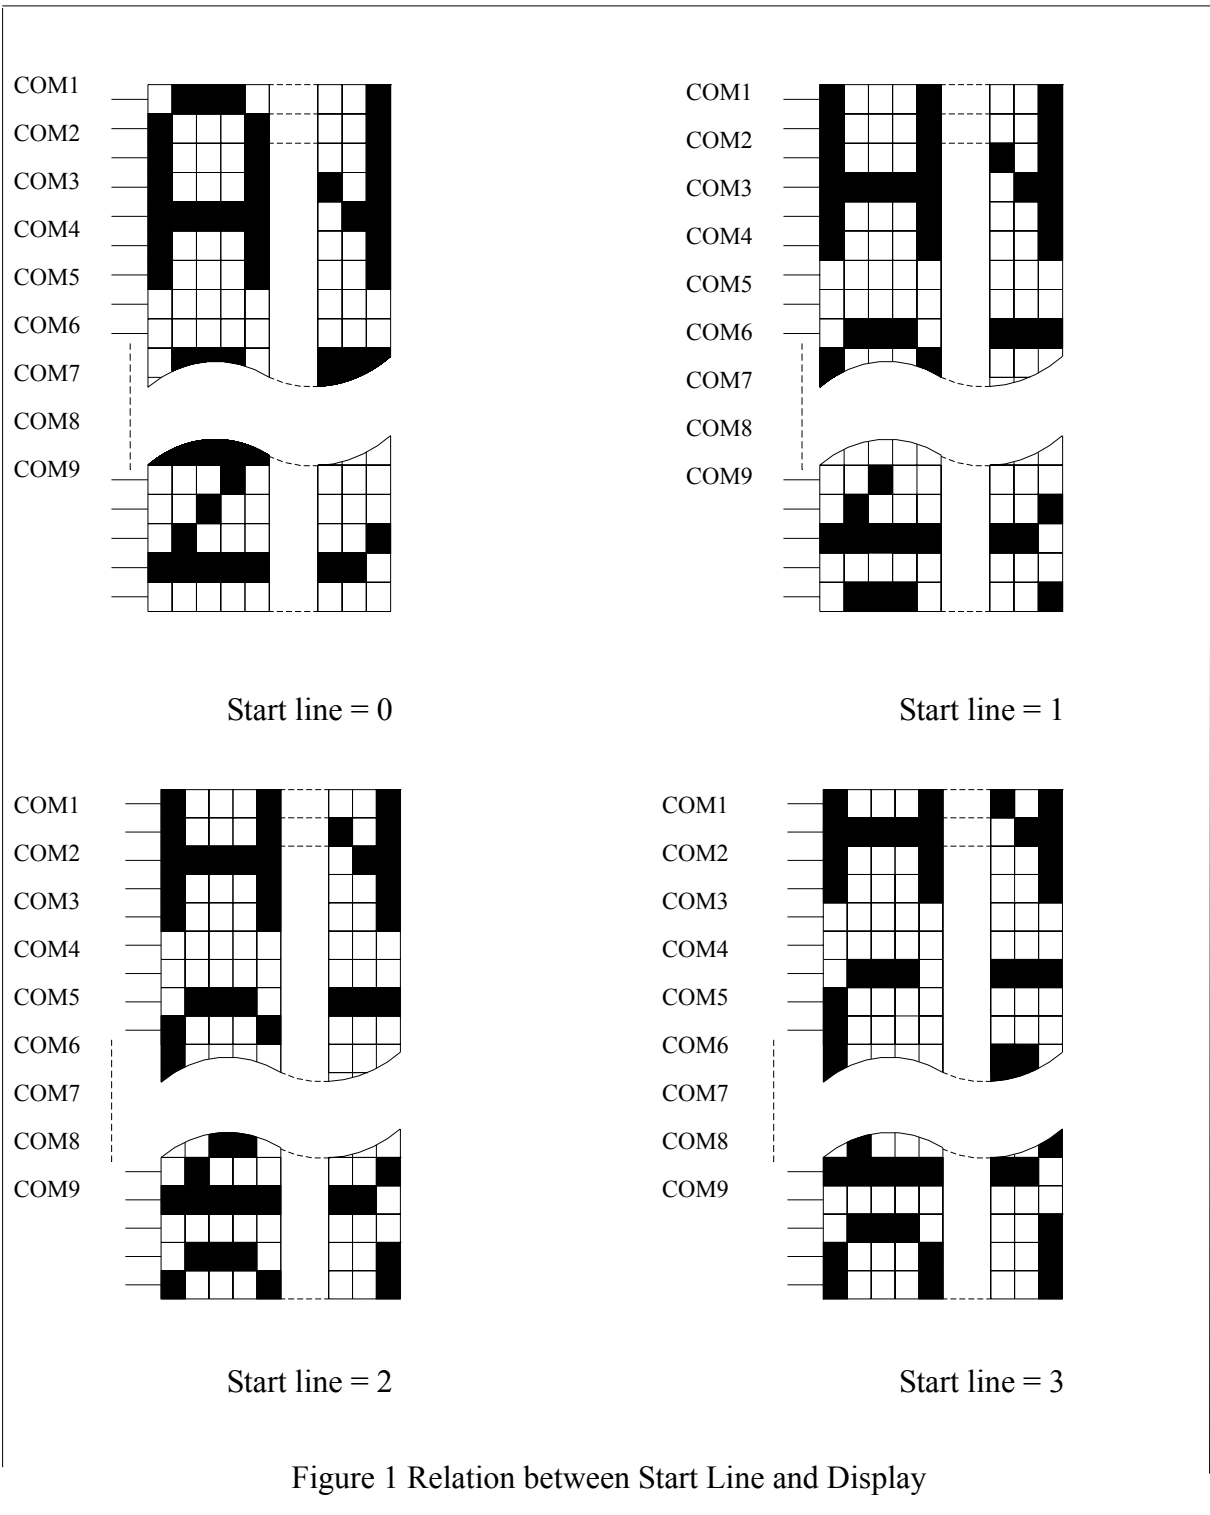 COM1
COM2
COM3
COM4
COM5
COM6
COM7
COM8
COM9
Start line = 0
COM1
COM2
COM3
COM4
COM5
COM6
COM7
COM8
COM9
Start line = 1
COM1
COM2
COM3
COM4
COM5
COM6
COM7
COM8
COM9
Start line = 2
COM1
COM2
COM3
COM4
COM5
COM6
COM7
COM8
COM9
Start line = 3
Figure 1 Relation between Start Line and Display